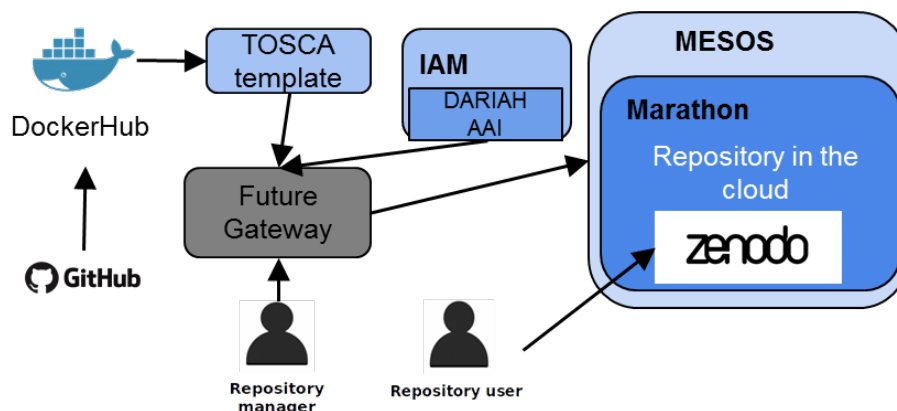 TOSCA
template
DockerHub
IAM
DARIAH
AAI
MESOS
Marathon
Repository in the
cloud
zenodo
Future
Gateway
GitHub
Repository
manager
Repository user